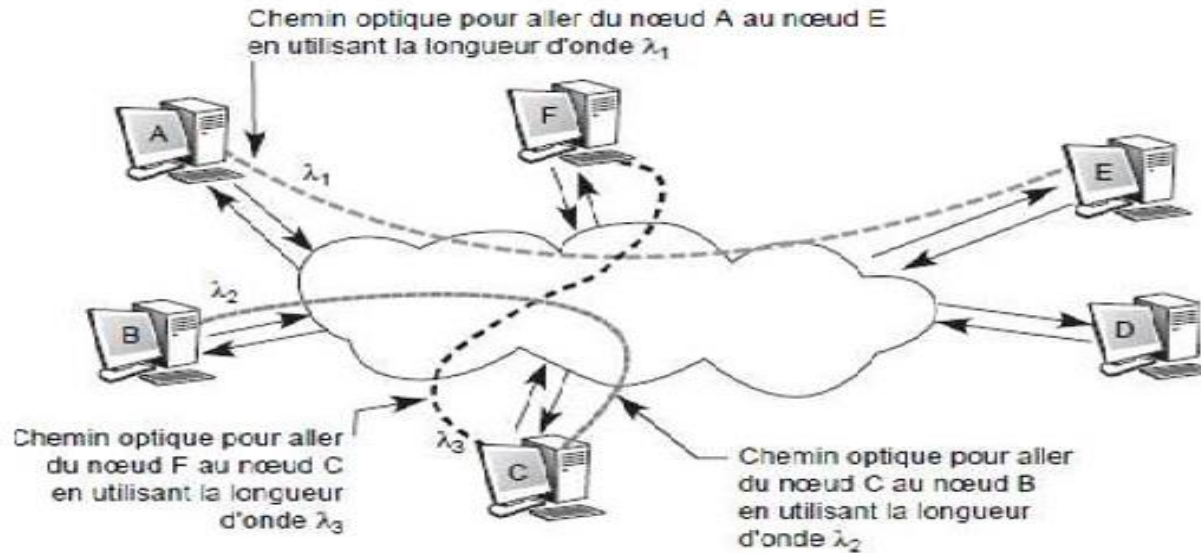 Chemin optique pour aller du nœud A au nœud E
en utilisant la longueur d'onde λ1
A
F
E
λ1
λ2
B
D
Chemin optique pour aller
du nœud F au nœud C
en utilisant la longueur
d'onde λ3
λ3
C
Chemin optique pour aller
du nœud C au nœud B
en utilisant la longueur
d'onde λ2